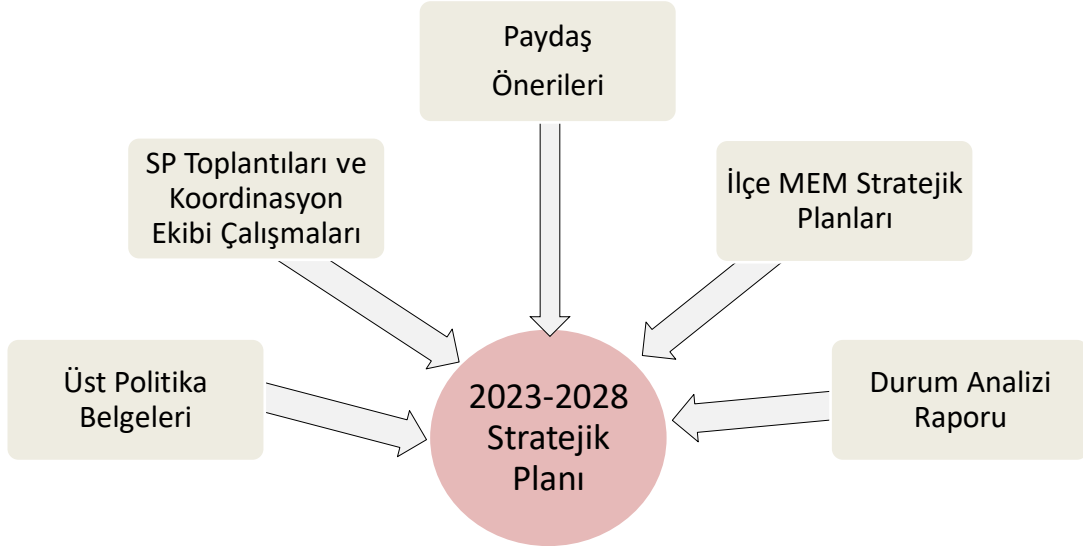 Paydaş
Önerileri
SP Toplantıları ve
Koordinasyon
Ekibi Çalışmaları
İlçe MEM Stratejik
Planları
Üst Politika
Belgeleri
2023-2028
Stratejik
Planı
Durum Analizi
Raporu